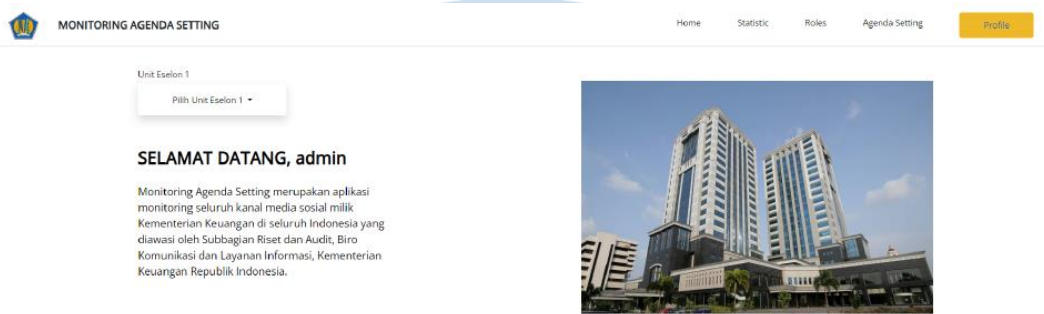 MONITORING AGENDA SETTING
Home Statistic Roles Agenda Setting Profile
Unit Eselon 1
Pilih Unit Eselon 1
SELAMAT DATANG, admin
Monitoring Agenda Setting merupakan aplikasi
monitoring seluruh kanal media sosial milik
Kementerian Keuangan di seluruh Indonesia yang
diawasi oleh Subbagian Riset dan Audit, Biro
Komunikasi dan Layanan Informasi, Kementerian
Keuangan Republik Indonesia.